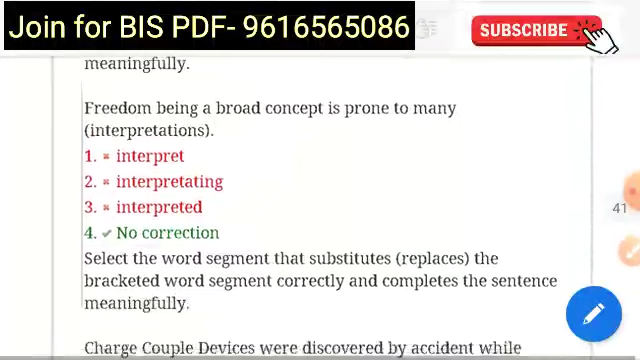 Join for BIS PDF- 9616565086
SUBSCRIBE
meaningfully.
Freedom being a broad concept is prone to many
(interpretations).
1. interpret
2. interpretating
3. interpreted
41
4. ✓ No correction
Select the word segment that substitutes (replaces) the
bracketed word segment correctly and completes the sentence
meaningfully.
Charge Couple Devices were discovered by accident while